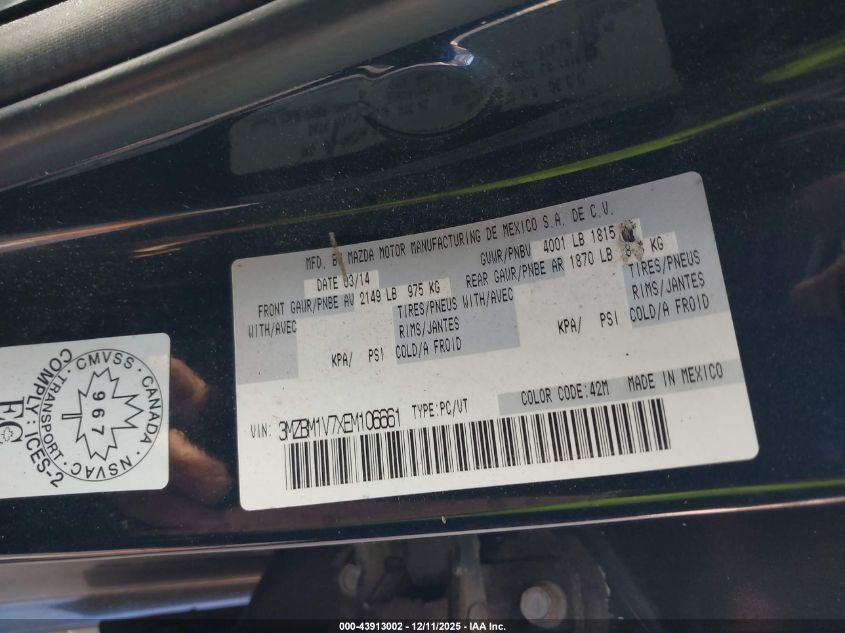 MFD. BY MAZDA MOTOR MANUFACTURING DE MEXICO S.A. DE C.V.
DATE 03/14 GVWR/PNBV 4001 LB 1815 KG
FRONT GAWR/PNBE AV 2149 LB 975 KG REAR GAWR/PNBE AR 1870 LB KG
WITH/AVEC TIRES/PNEUS WITH/AVEC TIRES/PNEUS
RIMS/JANTES RIMS/JANTES
KPA/ PSI COLD/A FROID KPA/ PSI COLD/A FROID
VIN: 3MZBM1V7XEM106661 TYPE:PC/VT COLOR CODE:42M MADE IN MEXICO
CMVSS CANADA
TRANSPORT NSVAC
967
COMPLY: ICES-2
000-43913002 - 12/11/2025 - IAA Inc.